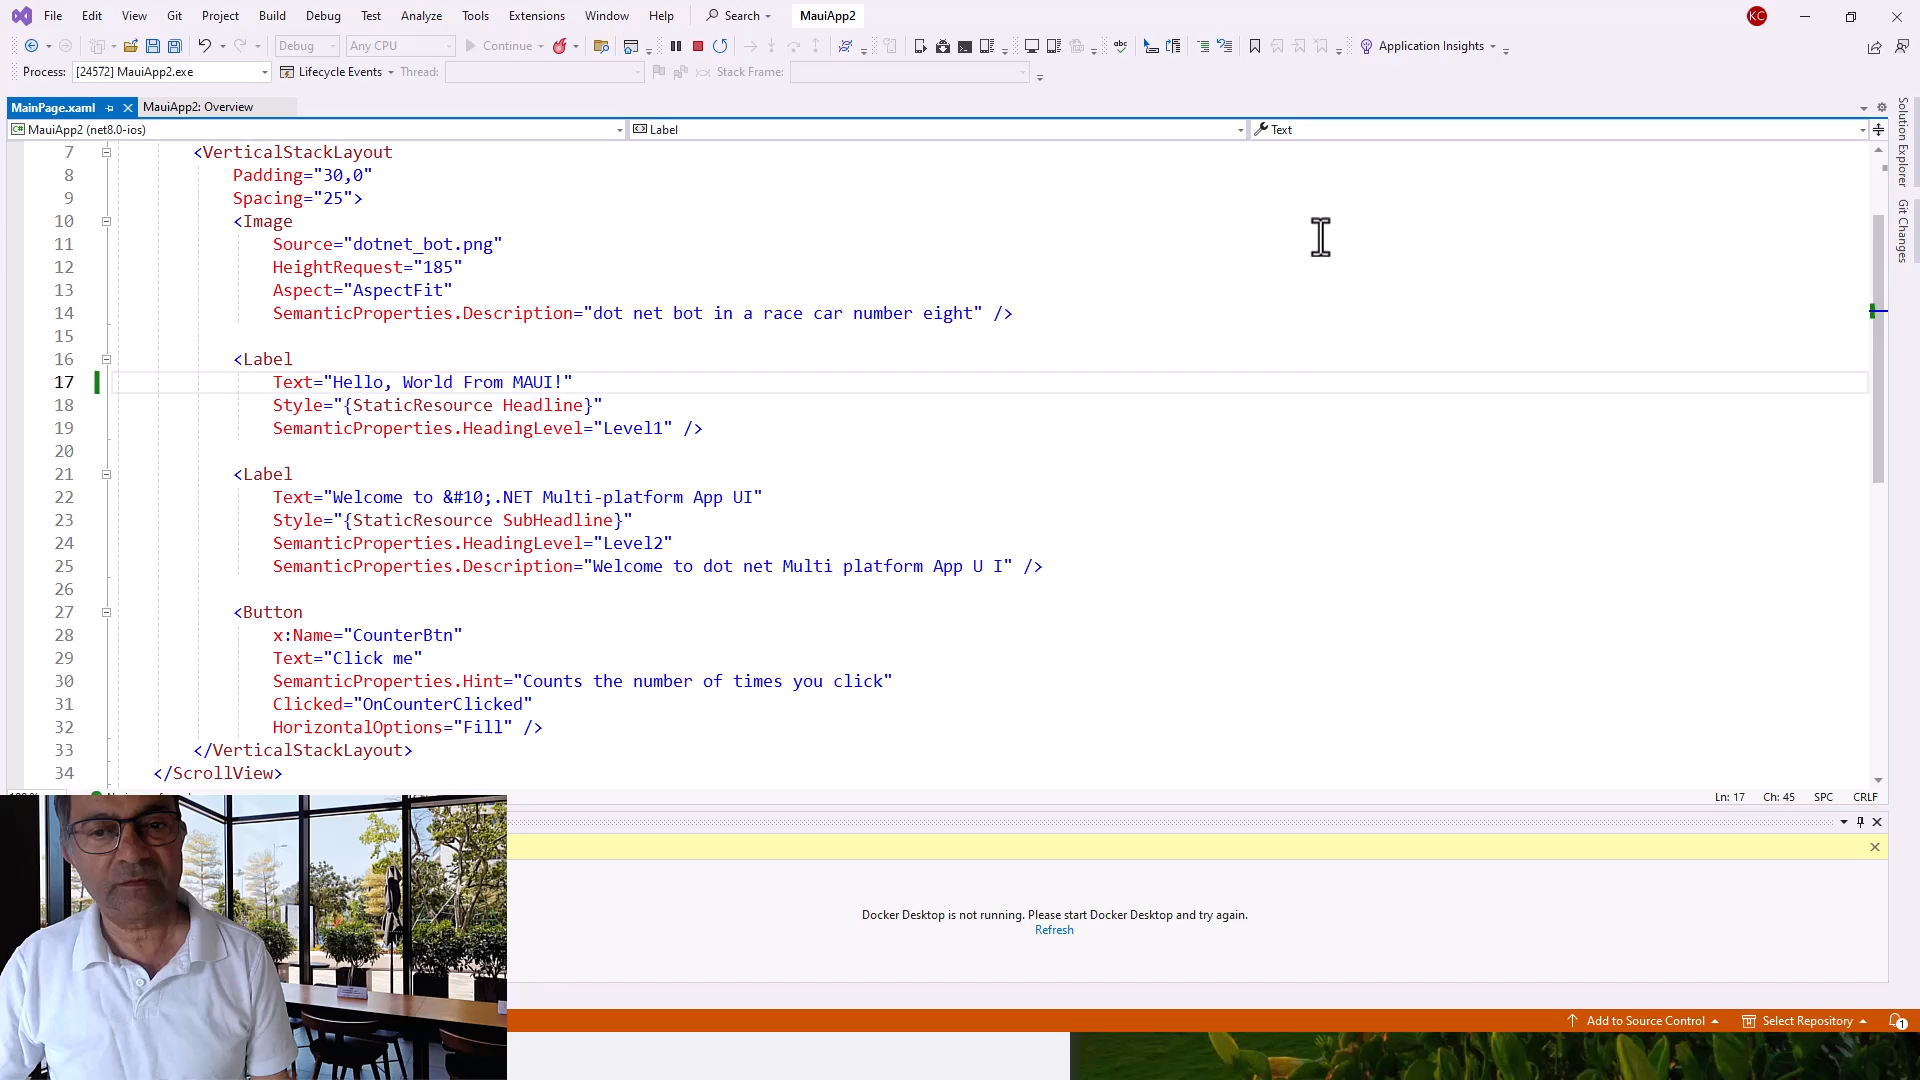 File Edit View Git Project Build Debug Test Analyze Tools Extensions Window Help Search MauiApp2 KC
Debug Any CPU Continue Application Insights
Process: [24572] MauiApp2.exe Lifecycle Events Thread: Stack Frame:
MainPage.xaml MauiApp2: Overview
MauiApp2 (net8.0-ios) Label Text
7 <VerticalStackLayout
8 Padding="30,0"
9 Spacing="25">
10 <Image
11 Source="dotnet_bot.png"
12 HeightRequest="185"
13 Aspect="AspectFit"
14 SemanticProperties.Description="dot net bot in a race car number eight" />
15
16 <Label
17 Text="Hello, World From MAUI!"
18 Style="{StaticResource Headline}"
19 SemanticProperties.HeadingLevel="Level1" />
20
21 <Label
22 Text="Welcome to &#10;.NET Multi-platform App UI"
23 Style="{StaticResource SubHeadline}"
24 SemanticProperties.HeadingLevel="Level2"
25 SemanticProperties.Description="Welcome to dot net Multi platform App U I" />
26
27 <Button
28 x:Name="CounterBtn"
29 Text="Click me"
30 SemanticProperties.Hint="Counts the number of times you click"
31 Clicked="OnCounterClicked"
32 HorizontalOptions="Fill" />
33 </VerticalStackLayout>
34 </ScrollView>
Ln: 17 Ch: 45 SPC CRLF
Docker Desktop is not running. Please start Docker Desktop and try again.
Refresh
Add to Source Control Select Repository 1
Solution Explorer
Git Changes